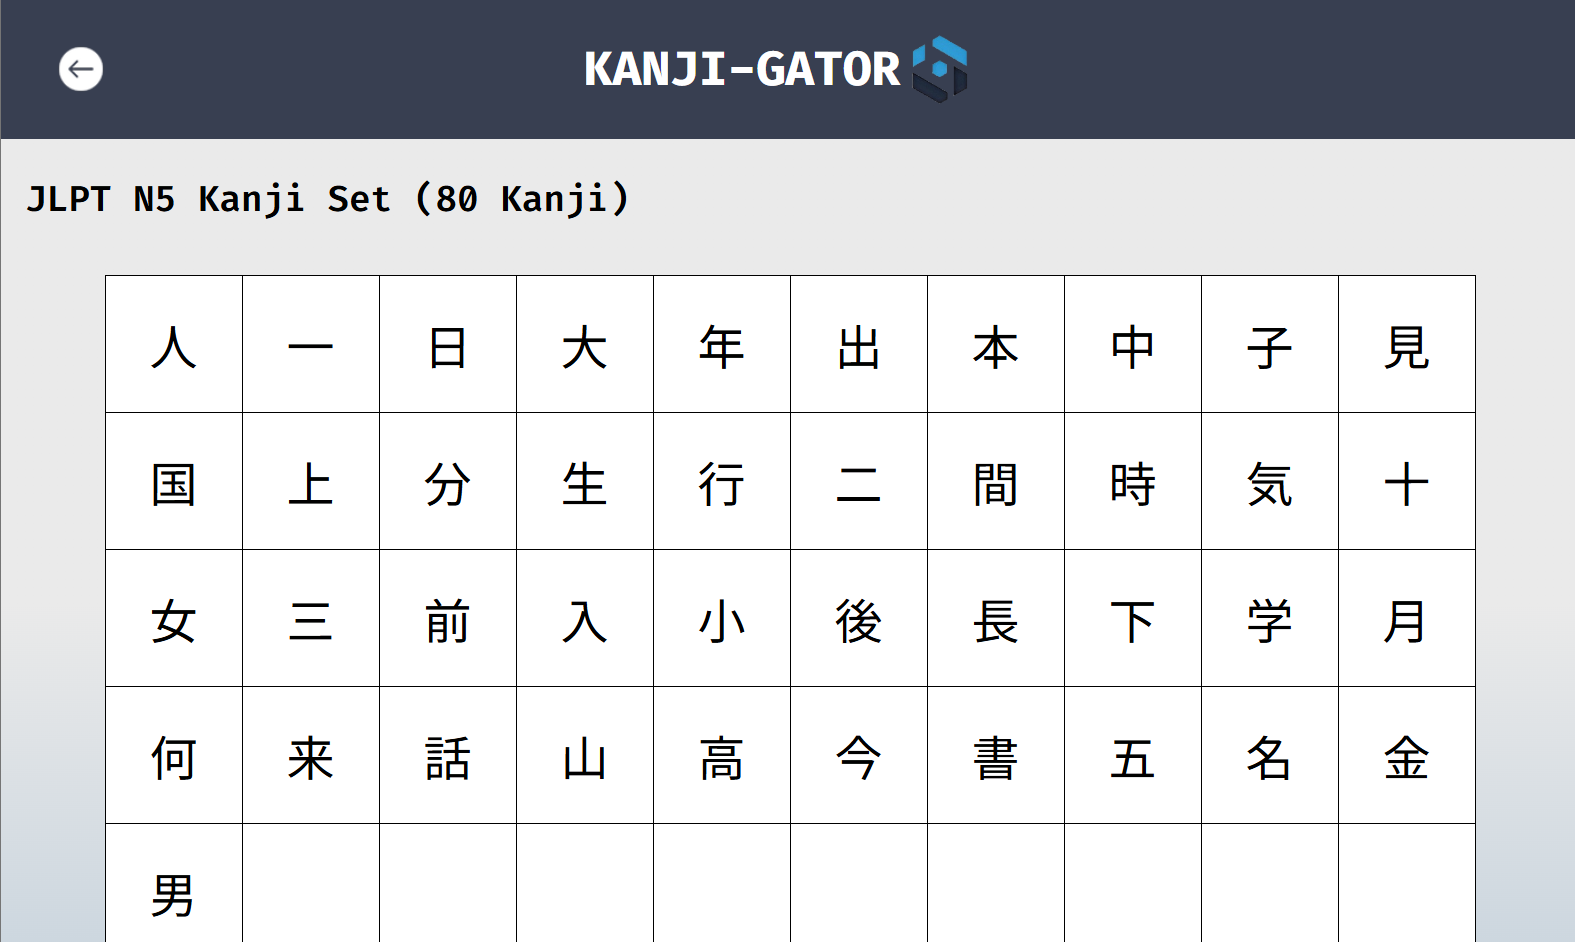 KANJI-GATOR
JLPT N5 Kanji Set (80 Kanji)
人 一 日 大 年 出 本 中 子 見
国 上 分 生 行 二 間 時 気 十
女 三 前 入 小 後 長 下 学 月
何 来 話 山 高 今 書 五 名 金
男